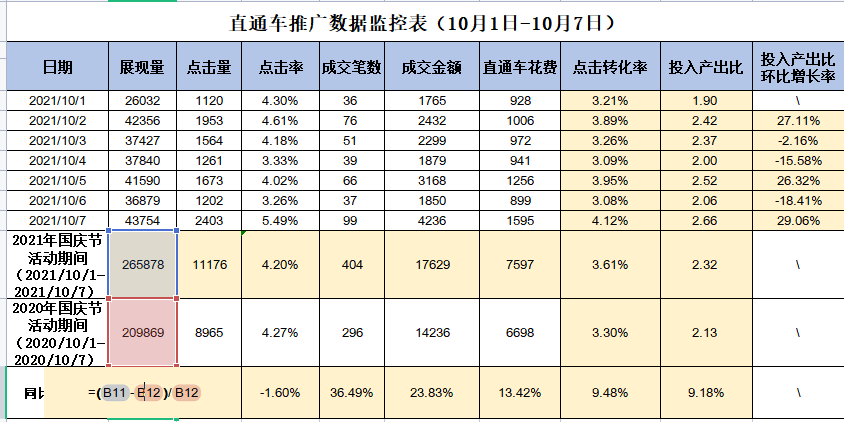 直通车推广数据监控表（10月1日-10月7日）
日期 展现量 点击量 点击率 成交笔数 成交金额 直通车花费 点击转化率 投入产出比 投入产出比
环比增长率
2021/10/1 26032 1120 4.30% 36 1765 928 3.21% 1.90 \
2021/10/2 42356 1953 4.61% 76 2432 1006 3.89% 2.42 27.11%
2021/10/3 37427 1564 4.18% 51 2299 972 3.26% 2.37 -2.16%
2021/10/4 37840 1261 3.33% 39 1879 941 3.09% 2.00 -15.58%
2021/10/5 41590 1673 4.02% 66 3168 1256 3.95% 2.52 26.32%
2021/10/6 36879 1202 3.26% 37 1850 899 3.08% 2.06 -18.41%
2021/10/7 43754 2403 5.49% 99 4236 1595 4.12% 2.66 29.06%
2021年国庆节
活动期间
（2021/10/1-
2021/10/7）
265878 11176 4.20% 404 17629 7597 3.61% 2.32 \
2020年国庆节
活动期间
（2020/10/1-
2020/10/7）
209869 8965 4.27% 296 14236 6698 3.30% 2.13 \
同比 =(B11-B12)/B12 -1.60% 36.49% 23.83% 13.42% 9.48% 9.18% \